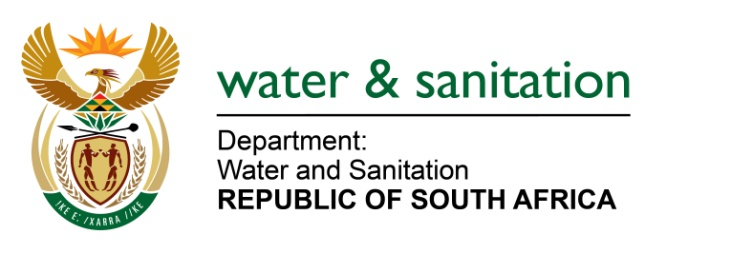 water & sanitation
Department:
Water and Sanitation
REPUBLIC OF SOUTH AFRICA
!KE E: /XARRA //KE